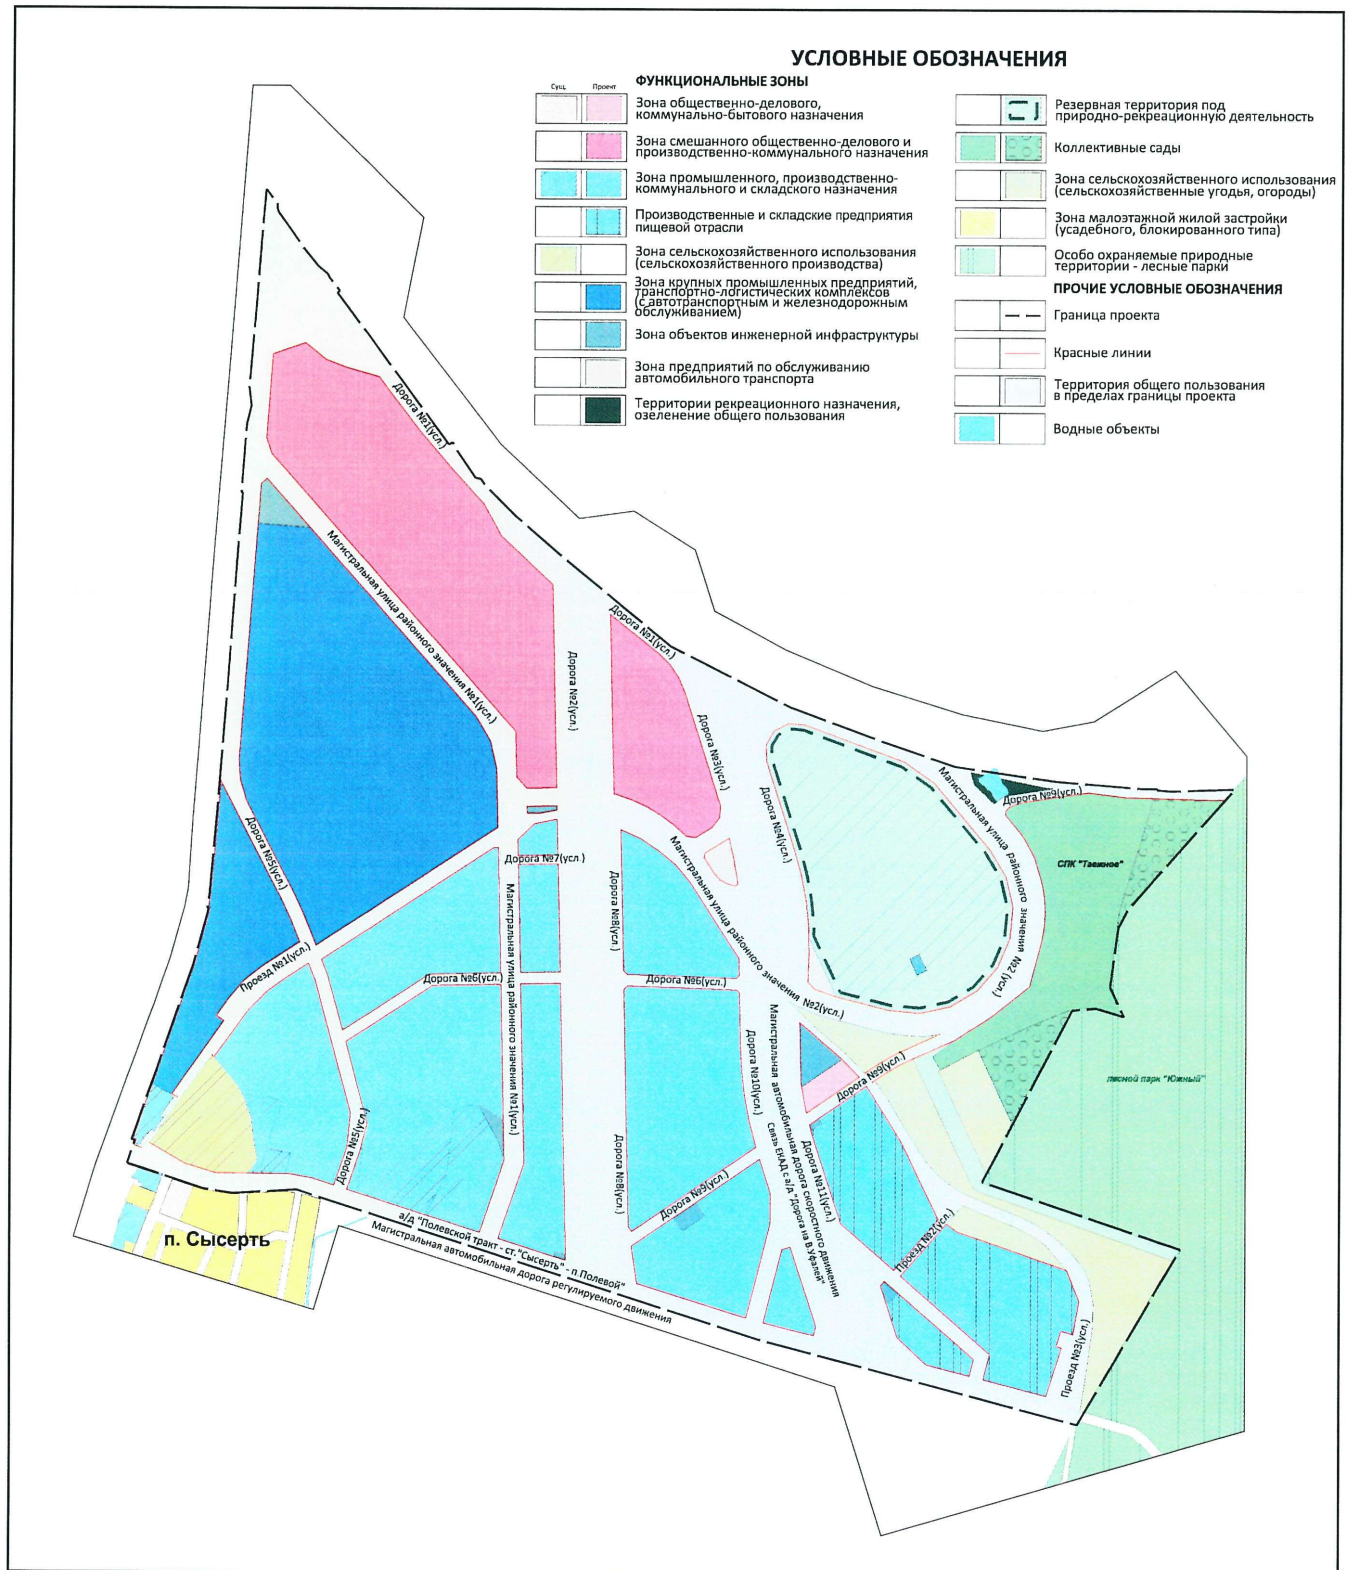 УСЛОВНЫЕ ОБОЗНАЧЕНИЯ
ФУНКЦИОНАЛЬНЫЕ ЗОНЫ
Сущ.
Проект
Зона общественно-делового,
коммунально-бытового назначения
Зона смешанного общественно-делового и
производственно-коммунального назначения
Зона промышленного, производственно-
коммунального и складского назначения
Производственные и складские предприятия
пищевой отрасли
Зона сельскохозяйственного использования
(сельскохозяйственного производства)
Зона крупных промышленных предприятий,
транспортно-логистических комплексов
(с автотранспортным и железнодорожным
обслуживанием)
Зона объектов инженерной инфраструктуры
Зона предприятий по обслуживанию
автомобильного транспорта
Территории рекреационного назначения,
озеленение общего пользования
Резервная территория под
природно-рекреационную деятельность
Коллективные сады
Зона сельскохозяйственного использования
(сельскохозяйственные угодья, огороды)
Зона малоэтажной жилой застройки
(усадебного, блокированного типа)
Особо охраняемые природные
территории - лесные парки
ПРОЧИЕ УСЛОВНЫЕ ОБОЗНАЧЕНИЯ
Граница проекта
Красные линии
Территория общего пользования
в пределах границы проекта
Водные объекты
Дорога №1(усл.)
Магистральная улица районного значения №1(усл.)
Дорога №1(усл.)
Дорога №2(усл.)
Дорога №3(усл.)
Дорога №4(усл.)
Магистральная улица районного значения №2 (усл.)
Дорога №9(усл.)
СПК "Таежное"
Дорога №5(усл.)
Дорога №7(усл.)
Магистральная улица районного значения №2(усл.)
Дорога №8(усл.)
Магистральная улица районного значения №1(усл.)
Проезд №1(усл.)
Дорога №6(усл.)
Дорога №6(усл.)
Дорога №10(усл.)
Магистральная автомобильная дорога скоростного движения
Связь ЕКАД с а/д "Дорога на В.Уфалей"
Дорога №9(усл.)
лесной парк "Южный"
Дорога №5(усл.)
Дорога №8(усл.)
Дорога №9(усл.)
Дорога №11(усл.)
Проезд №2(усл.)
Проезд №3(усл.)
п. Сысерть
а/д "Полевской тракт - ст."Сысерть" - п.Полевой"
Магистральная автомобильная дорога регулируемого движения